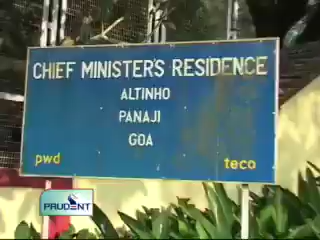 CHIEF MINISTER'S RESIDENCE
ALTINHO
PANAJI
GOA
pwd teco
PRUDENT